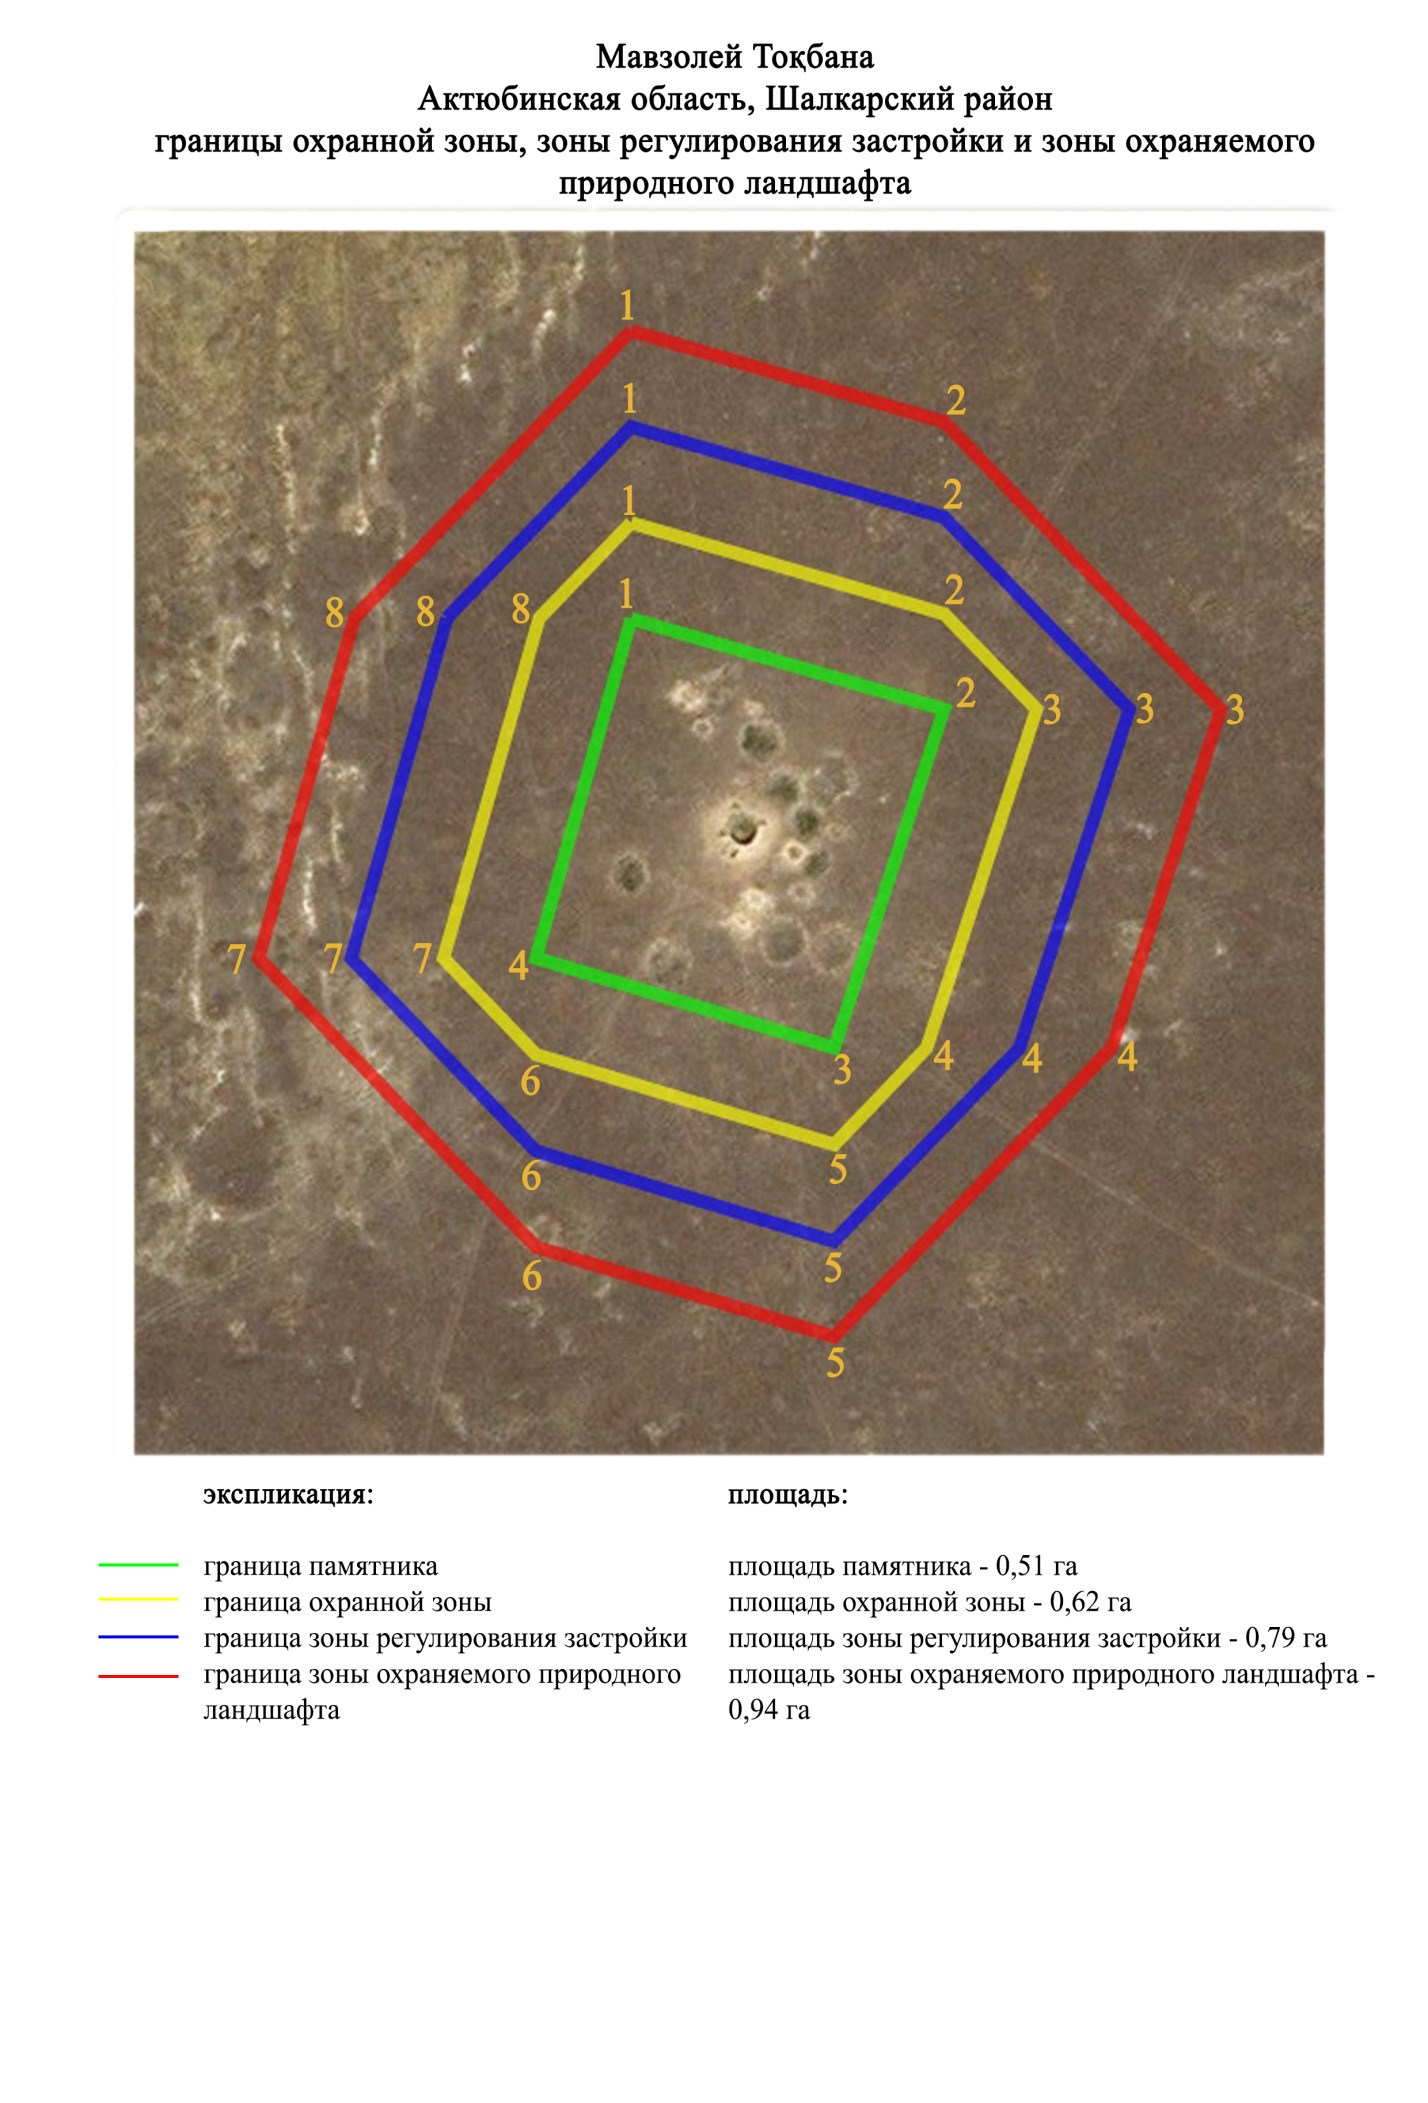 Мавзолей Тоқбана
Актюбинская область, Шалкарский район
границы охранной зоны, зоны регулирования застройки и зоны охраняемого
природного ландшафта
1
1
2
2
1
1
2
8
8
8
2
3
3
3
7
7
7
4
3
4
4
4
6
5
6
5
6
5
экспликация:
площадь:
граница памятника
площадь памятника - 0,51 га
граница охранной зоны
площадь охранной зоны - 0,62 га
граница зоны регулирования застройки
площадь зоны регулирования застройки - 0,79 га
граница зоны охраняемого природного
ландшафта
площадь зоны охраняемого природного ландшафта -
0,94 га